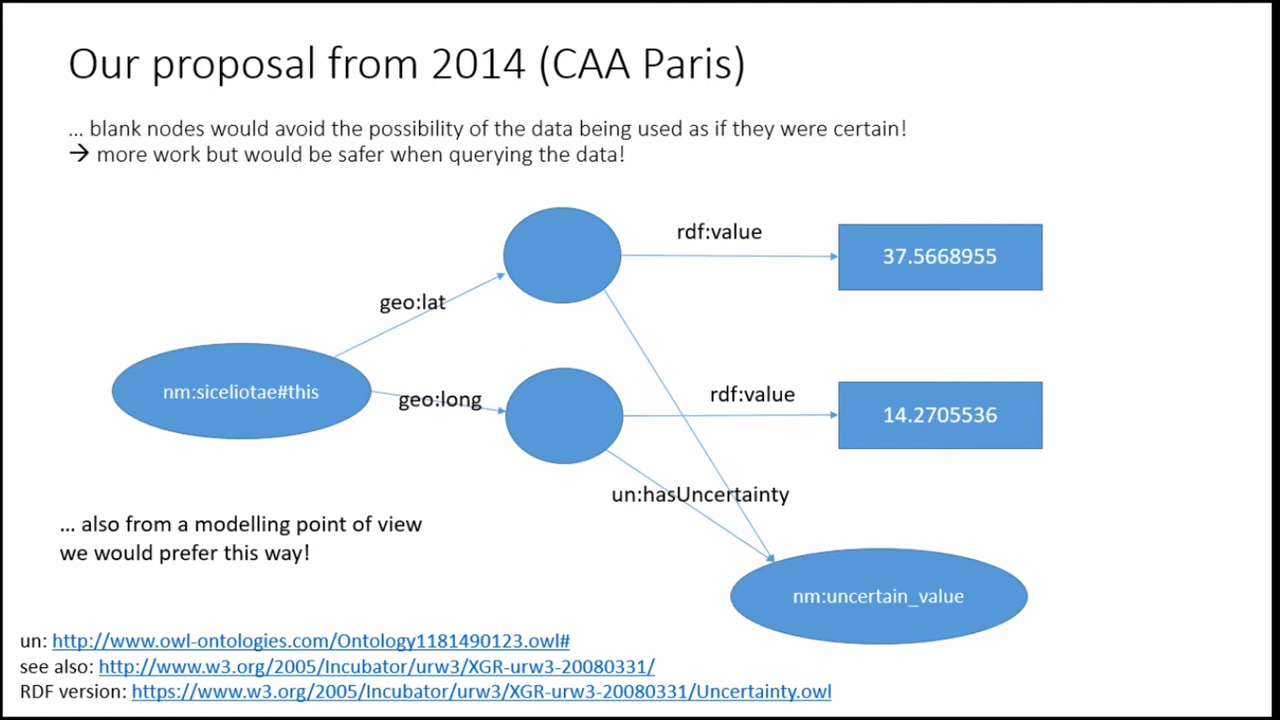 Our proposal from 2014 (CAA Paris)
... blank nodes would avoid the possibility of the data being used as if they were certain!
→ more work but would be safer when querying the data!
rdf:value
37.5668955
geo:lat
nm:siceliotae#this
geo:long
rdf:value
14.2705536
un:hasUncertainty
... also from a modelling point of view
we would prefer this way!
nm:uncertain_value
un: http://www.owl-ontologies.com/Ontology1181490123.owl#
see also: http://www.w3.org/2005/Incubator/urw3/XGR-urw3-20080331/
RDF version: https://www.w3.org/2005/Incubator/urw3/XGR-urw3-20080331/Uncertainty.owl